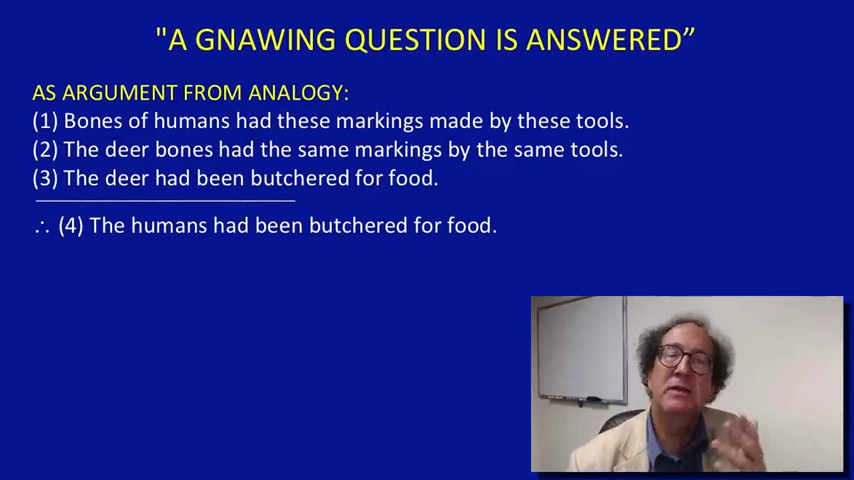 "A GNAWING QUESTION IS ANSWERED”
AS ARGUMENT FROM ANALOGY:
(1) Bones of humans had these markings made by these tools.
(2) The deer bones had the same markings by the same tools.
(3) The deer had been butchered for food.
∴ (4) The humans had been butchered for food.